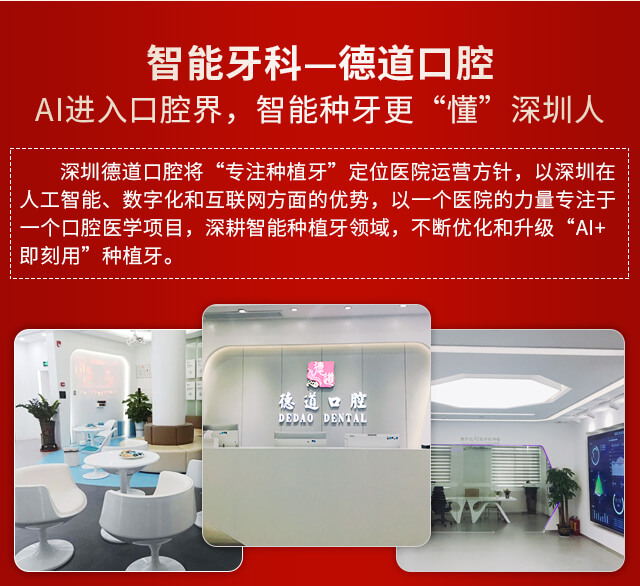 智能牙科—德道口腔
AI进入口腔界，智能种牙更“懂”深圳人
深圳德道口腔将“专注种植牙”定位医院运营方针，以深圳在
人工智能、数字化和互联网方面的优势，以一个医院的力量专注于
一个口腔医学项目，深耕智能种植牙领域，不断优化和升级“AI+
即刻用”种植牙。
德道
德道口腔
DEDAO DENTAL